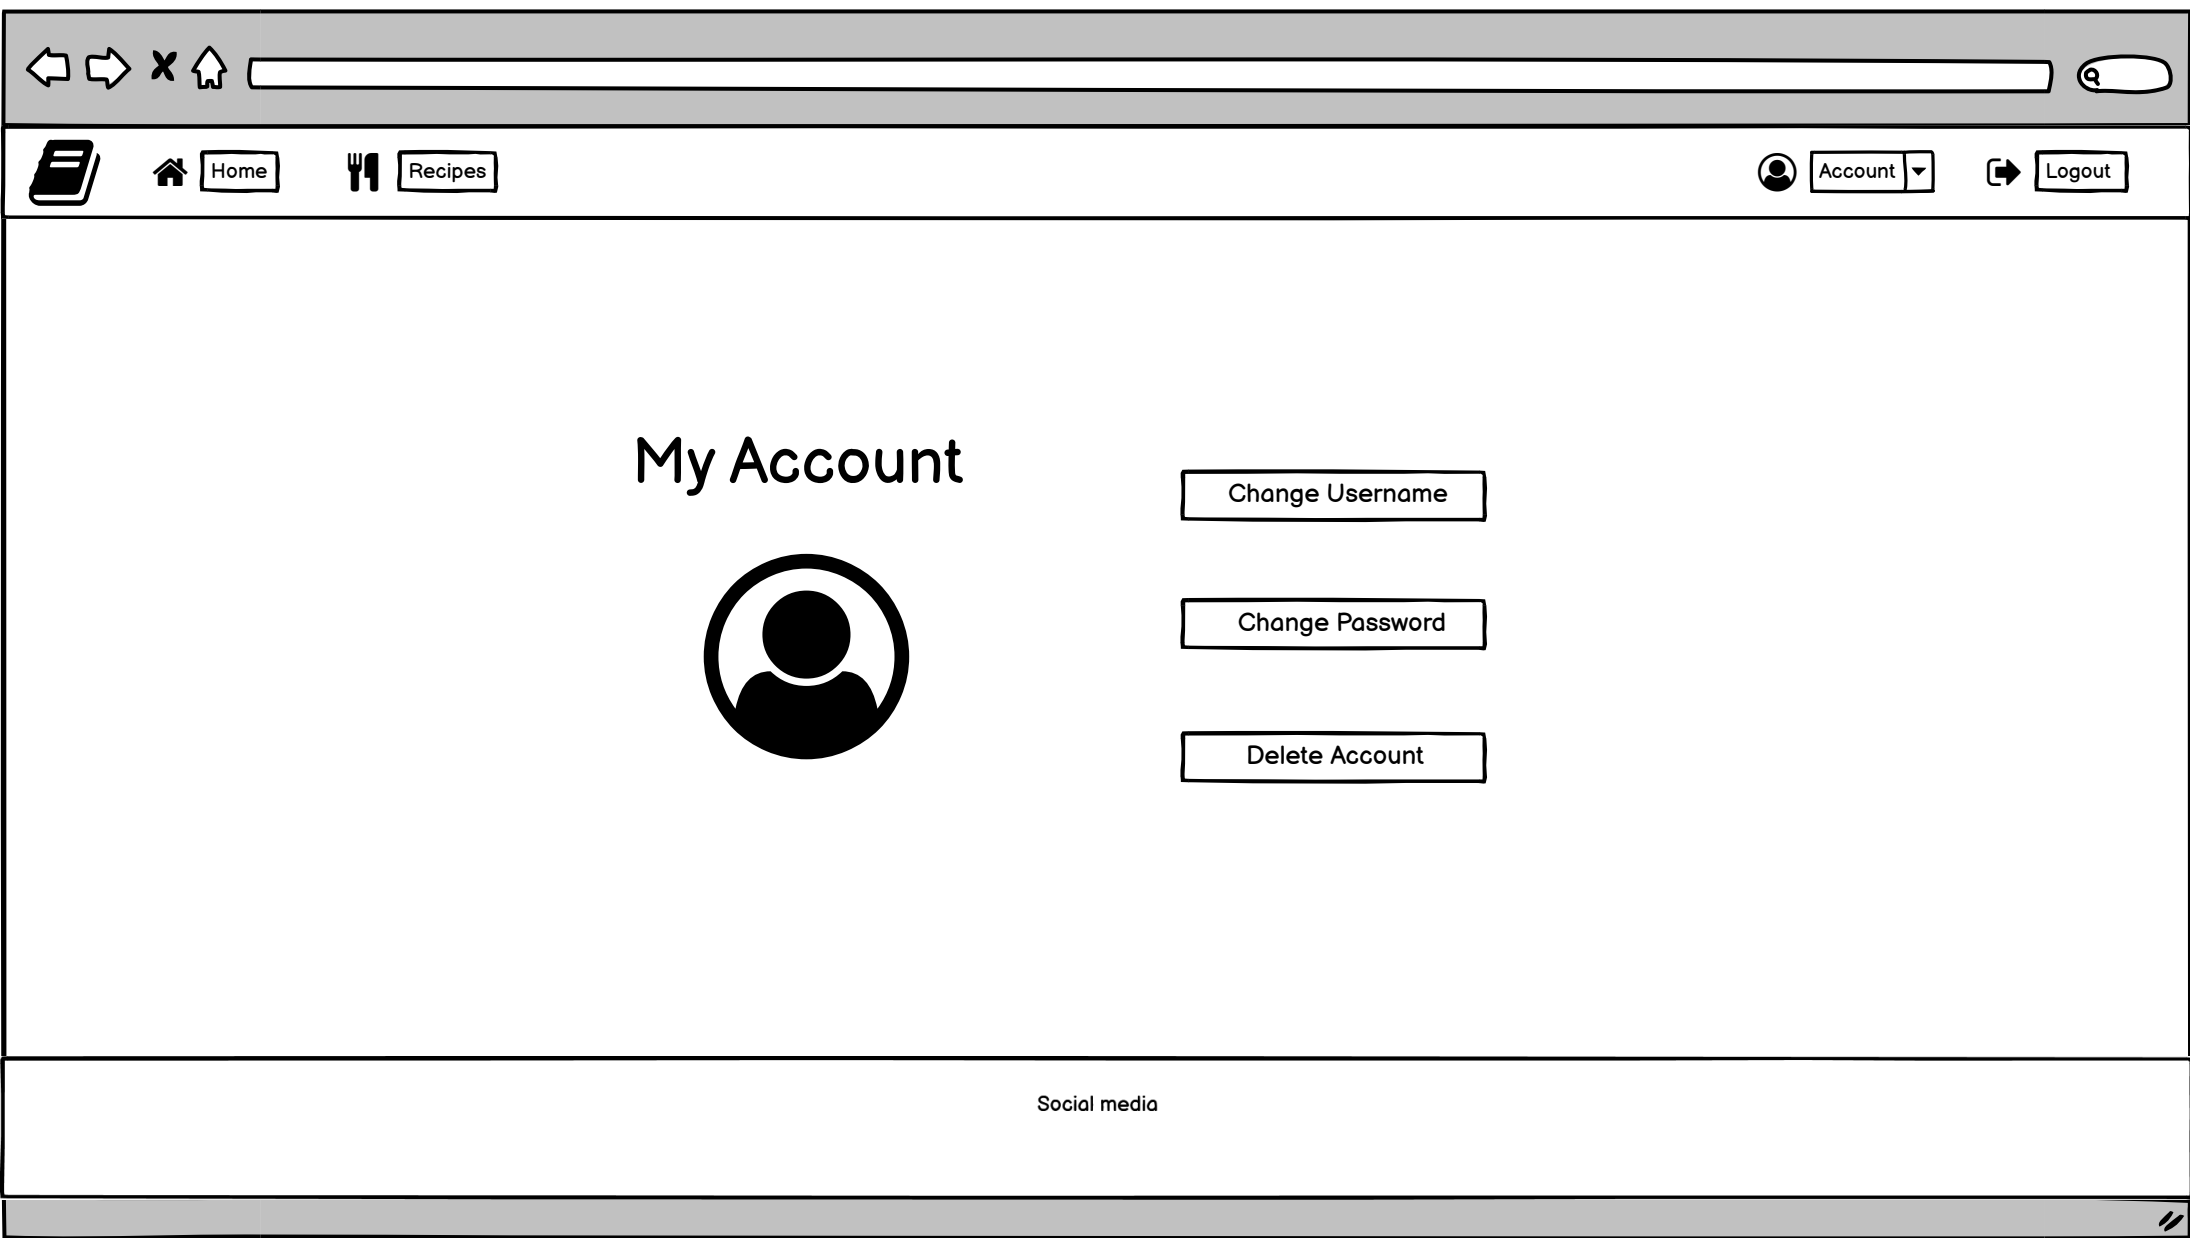 Home
Recipes
Account
Logout
My Account
Change Username
Change Password
Delete Account
Social media